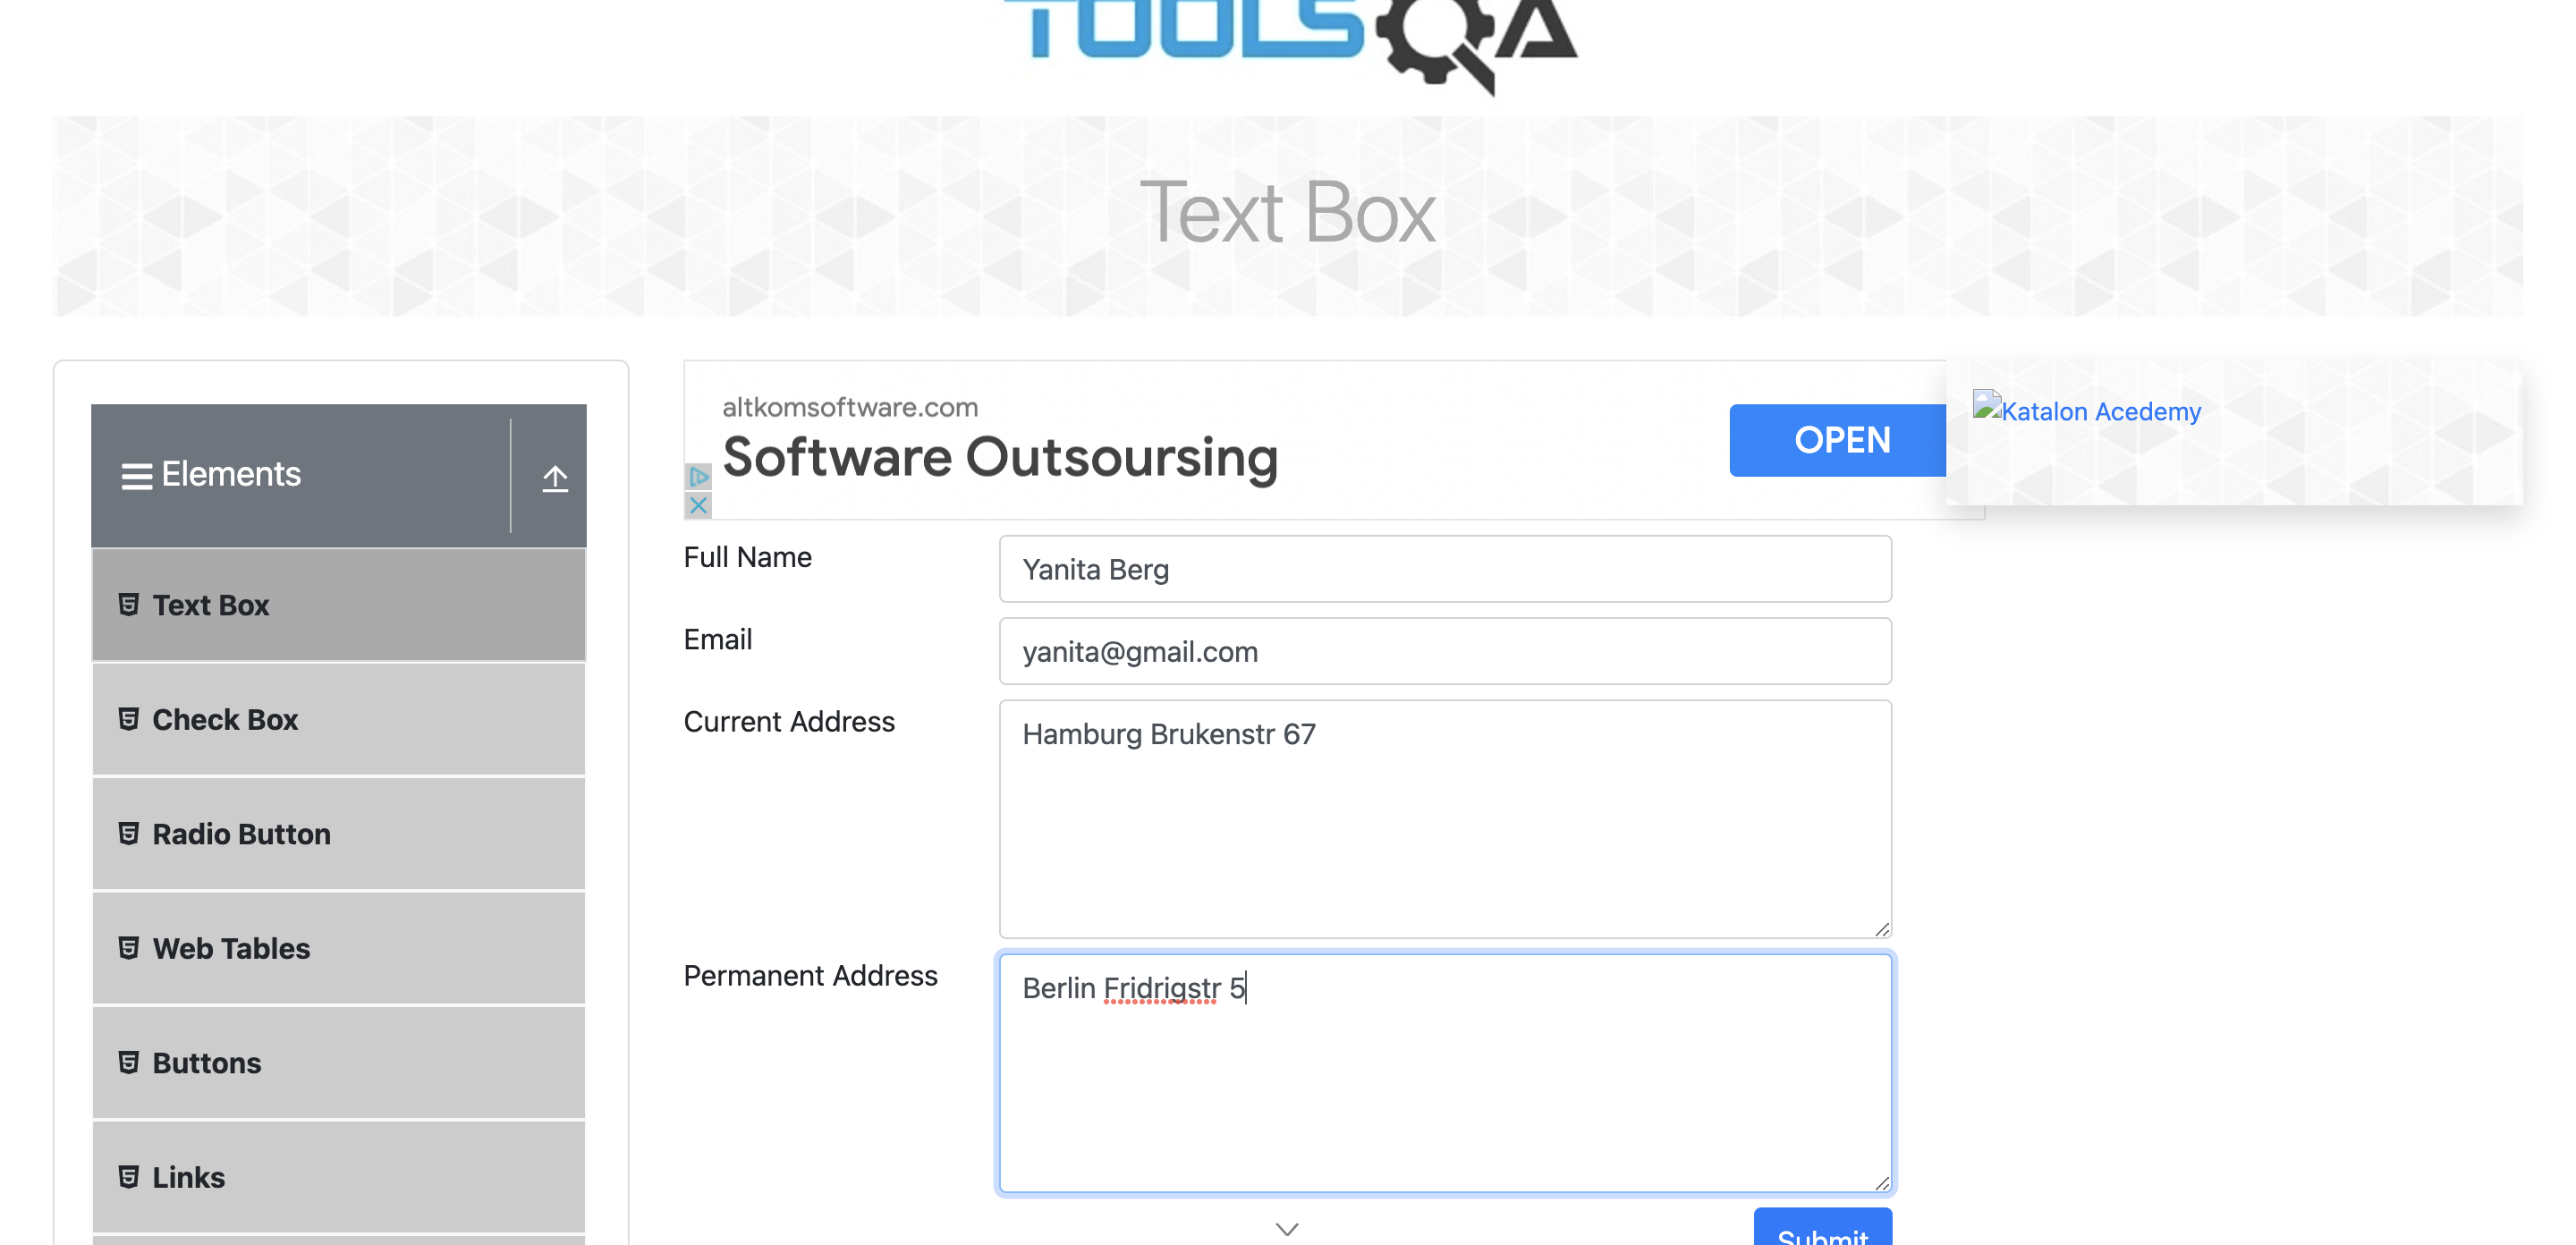 TOOLSQA
Text Box
Elements
Text Box
Check Box
Radio Button
Web Tables
Buttons
Links
altkomsoftware.com
Software Outsoursing
OPEN
Katalon Acedemy
Full Name
Yanita Berg
Email
yanita@gmail.com
Current Address
Hamburg Brukenstr 67
Permanent Address
Berlin Fridrigstr 5
Submit